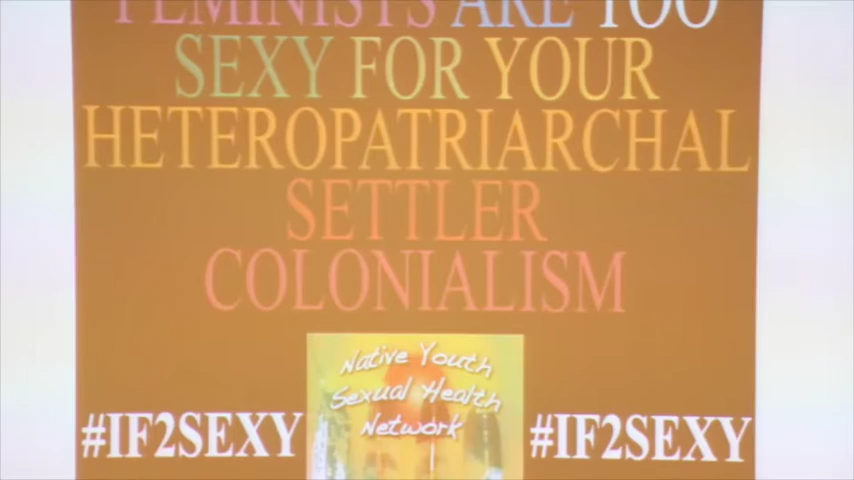 FEMINISTS ARE TOO
SEXY FOR YOUR
HETEROPATRIARCHAL
SETTLER
COLONIALISM
Native Youth
Sexual Health
Network
#IF2SEXY
#IF2SEXY